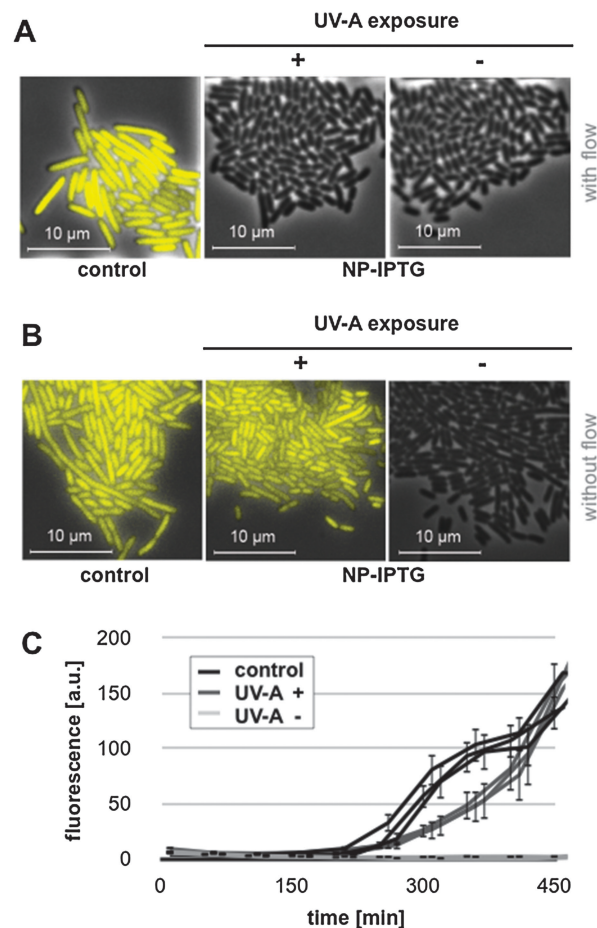 A
UV-A exposure
+ -
10 µm 10 µm 10 µm
with flow
control NP-IPTG
B
UV-A exposure
+ -
10 µm 10 µm 10 µm
without flow
control NP-IPTG
C
fluorescence [a.u.]
200
150
100
50
0
control
UV-A +
UV-A -
0 150 300 450
time [min]